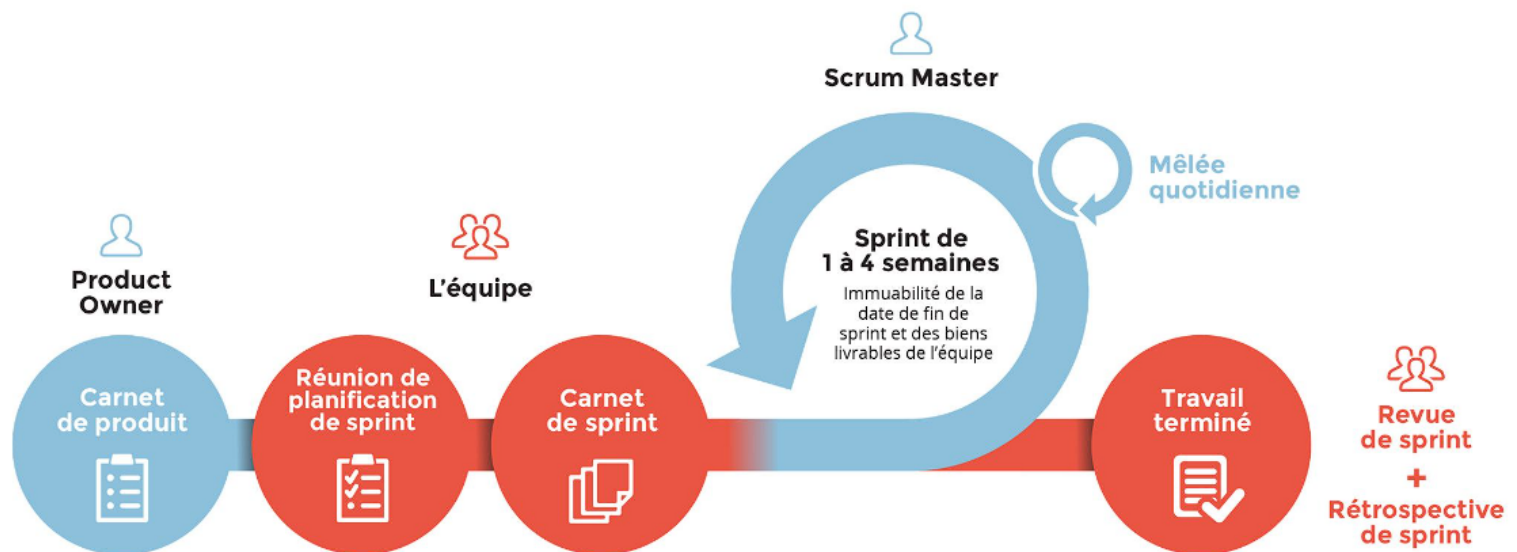 Scrum Master
Mêlée
quotidienne
Product
Owner
L'équipe
Sprint de
1 à 4 semaines
Immuabilité de la
date de fin de
sprint et des biens
livrables de l'équipe
Carnet
de produit
Réunion de
planification
de sprint
Carnet
de sprint
Travail
terminé
Revue
de sprint
+
Rétrospective
de sprint